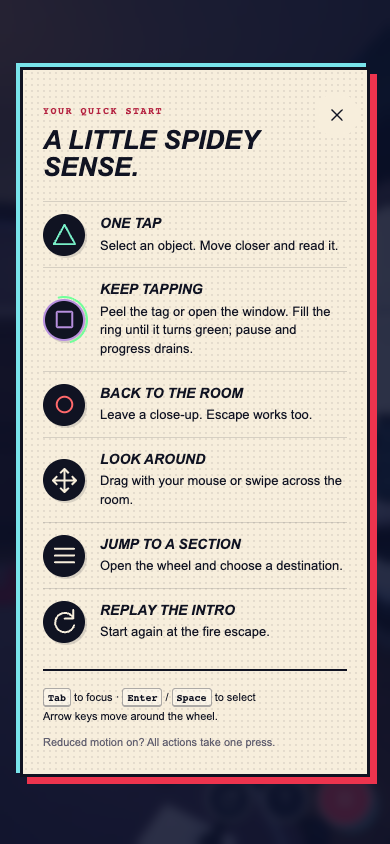 YOUR QUICK START
A LITTLE SPIDEY
SENSE.
ONE TAP
Select an object. Move closer and read it.
KEEP TAPPING
Peel the tag or open the window. Fill the
ring until it turns green; pause and
progress drains.
BACK TO THE ROOM
Leave a close-up. Escape works too.
LOOK AROUND
Drag with your mouse or swipe across the
room.
JUMP TO A SECTION
Open the wheel and choose a destination.
REPLAY THE INTRO
Start again at the fire escape.
Tab to focus · Enter / Space to select
Arrow keys move around the wheel.
Reduced motion on? All actions take one press.